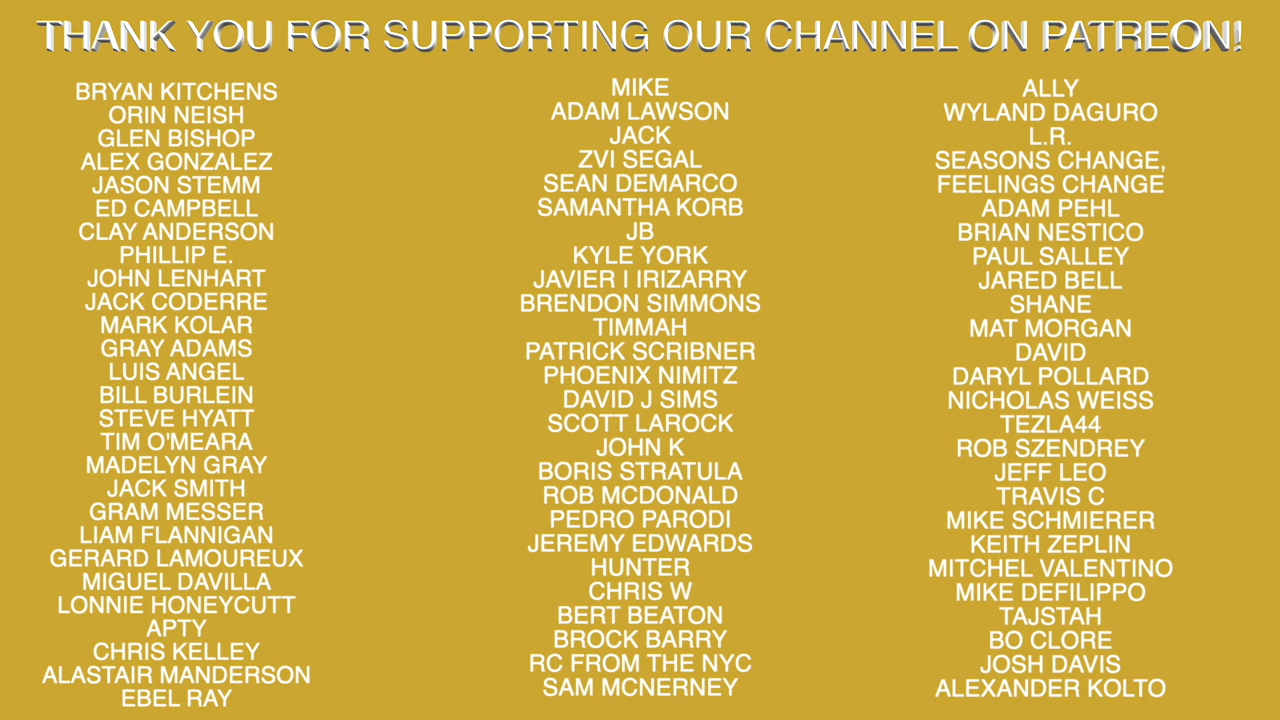 THANK YOU FOR SUPPORTING OUR CHANNEL ON PATREON!
BRYAN KITCHENS
ORIN NEISH
GLEN BISHOP
ALEX GONZALEZ
JASON STEMM
ED CAMPBELL
CLAY ANDERSON
PHILLIP E.
JOHN LENHART
JACK CODERRE
MARK KOLAR
GRAY ADAMS
LUIS ANGEL
BILL BURLEIN
STEVE HYATT
TIM O'MEARA
MADELYN GRAY
JACK SMITH
GRAM MESSER
LIAM FLANNIGAN
GERARD LAMOUREUX
MIGUEL DAVILLA
LONNIE HONEYCUTT
APTY
CHRIS KELLEY
ALASTAIR MANDERSON
EBEL RAY
MIKE
ADAM LAWSON
JACK
ZVI SEGAL
SEAN DEMARCO
SAMANTHA KORB
JB
KYLE YORK
JAVIER I IRIZARRY
BRENDON SIMMONS
TIMMAH
PATRICK SCRIBNER
PHOENIX NIMITZ
DAVID J SIMS
SCOTT LAROCK
JOHN K
BORIS STRATULA
ROB MCDONALD
PEDRO PARODI
JEREMY EDWARDS
HUNTER
CHRIS W
BERT BEATON
BROCK BARRY
RC FROM THE NYC
SAM MCNERNEY
ALLY
WYLAND DAGURO
L.R.
SEASONS CHANGE,
FEELINGS CHANGE
ADAM PEHL
BRIAN NESTICO
PAUL SALLEY
JARED BELL
SHANE
MAT MORGAN
DAVID
DARYL POLLARD
NICHOLAS WEISS
TEZLA44
ROB SZENDREY
JEFF LEO
TRAVIS C
MIKE SCHMIERER
KEITH ZEPLIN
MITCHEL VALENTINO
MIKE DEFILIPPO
TAJSTAH
BO CLORE
JOSH DAVIS
ALEXANDER KOLTO